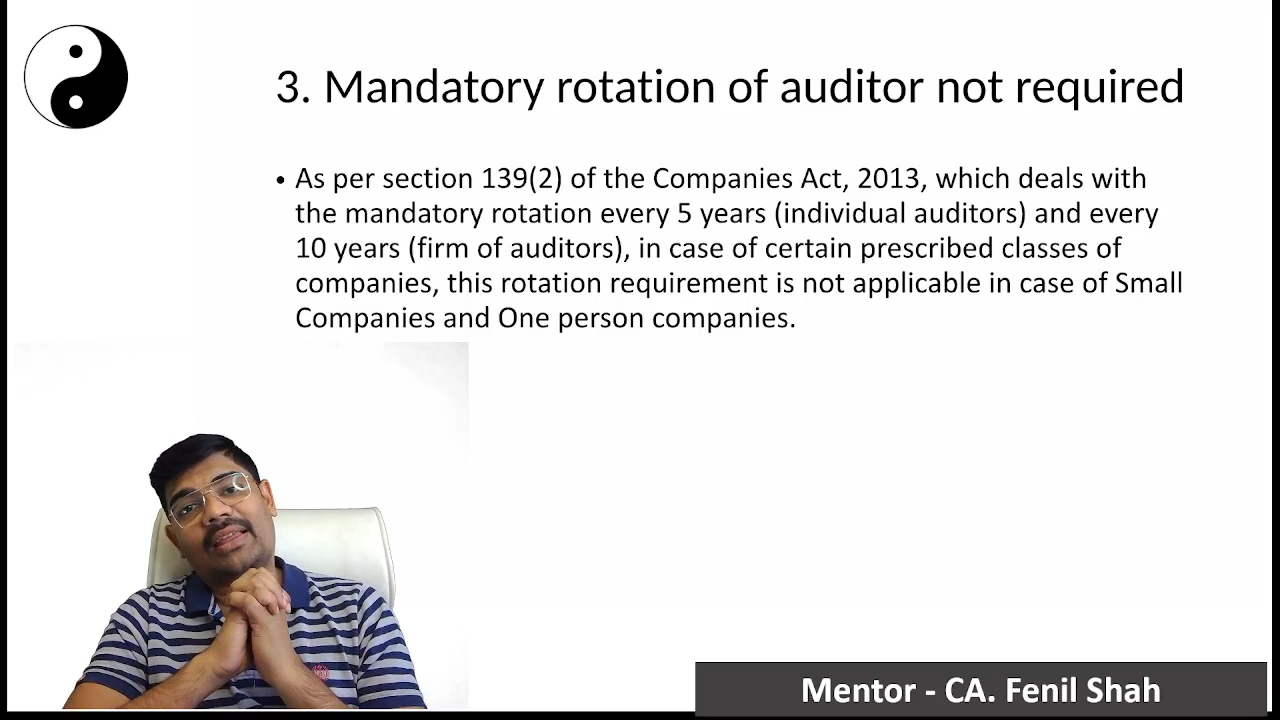 3. Mandatory rotation of auditor not required
• As per section 139(2) of the Companies Act, 2013, which deals with
the mandatory rotation every 5 years (individual auditors) and every
10 years (firm of auditors), in case of certain prescribed classes of
companies, this rotation requirement is not applicable in case of Small
Companies and One person companies.
Mentor - CA. Fenil Shah